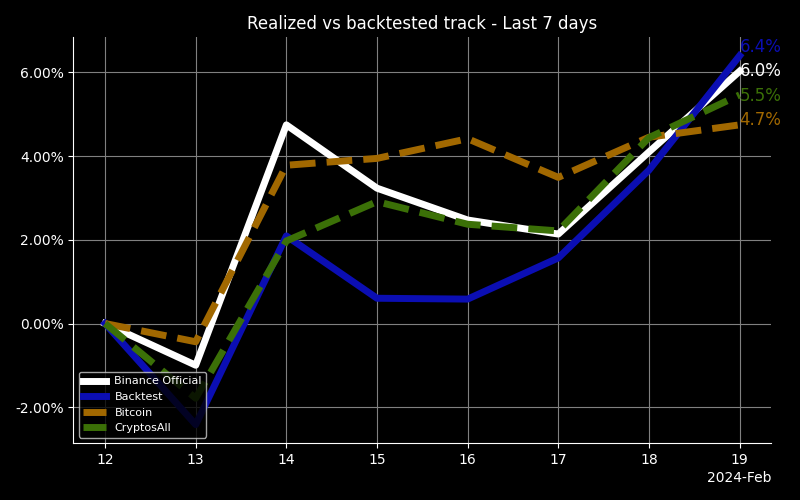 Realized vs backtested track - Last 7 days
6.4%
6.0%
5.5%
4.7%
6.00%
4.00%
2.00%
0.00%
-2.00%
Binance Official
Backtest
Bitcoin
CryptosAll
12 13 14 15 16 17 18 19
2024-Feb